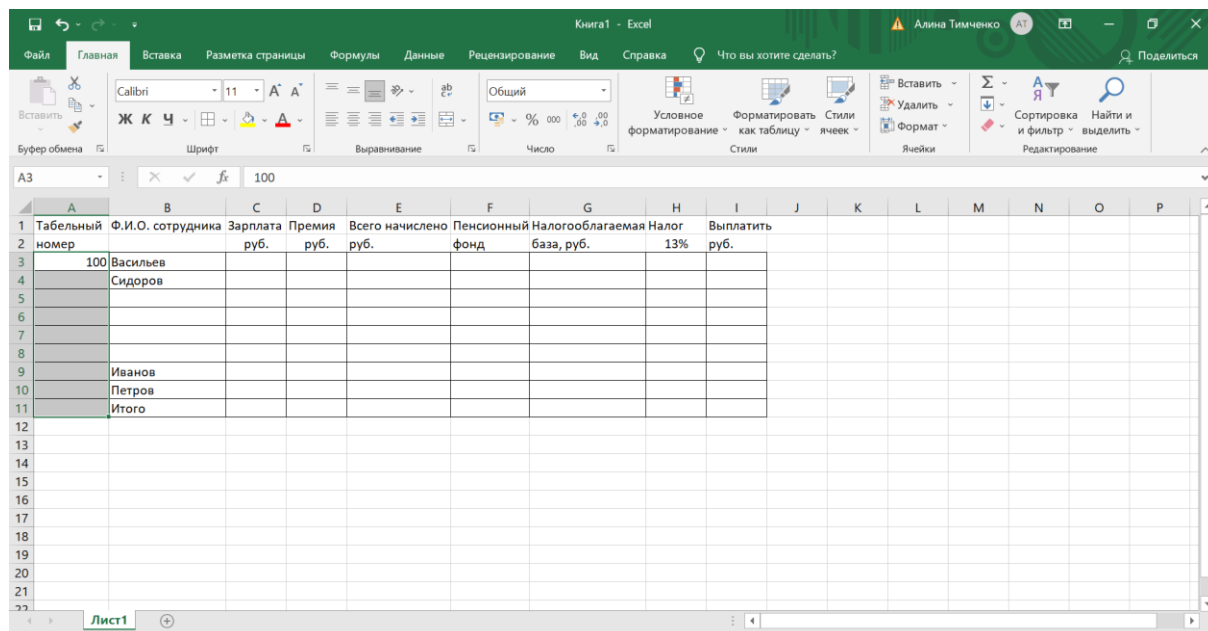 Книга1 - Excel
Алина Тимченко АТ
Файл Главная Вставка Разметка страницы Формулы Данные Рецензирование Вид Справка Что вы хотите сделать? Поделиться
Вставить
Calibri 11
Ж К Ч
Общий
% 000
Условное форматирование
Форматировать как таблицу
Стили ячеек
Вставить
Удалить
Формат
Сортировка и фильтр
Найти и выделить
Буфер обмена Шрифт Выравнивание Число Стили Ячейки Редактирование
A3 fx 100
A B C D E F G H I J K L M N O P
1 Табельный Ф.И.О. сотрудника Зарплата Премия Всего начислено Пенсионный Налогооблагаемая Налог Выплатить
2 номер руб. руб. руб. фонд база, руб. 13% руб.
3 100 Васильев
4 Сидоров
5
6
7
8
9 Иванов
10 Петров
11 Итого
12
13
14
15
16
17
18
19
20
21
22
Лист1